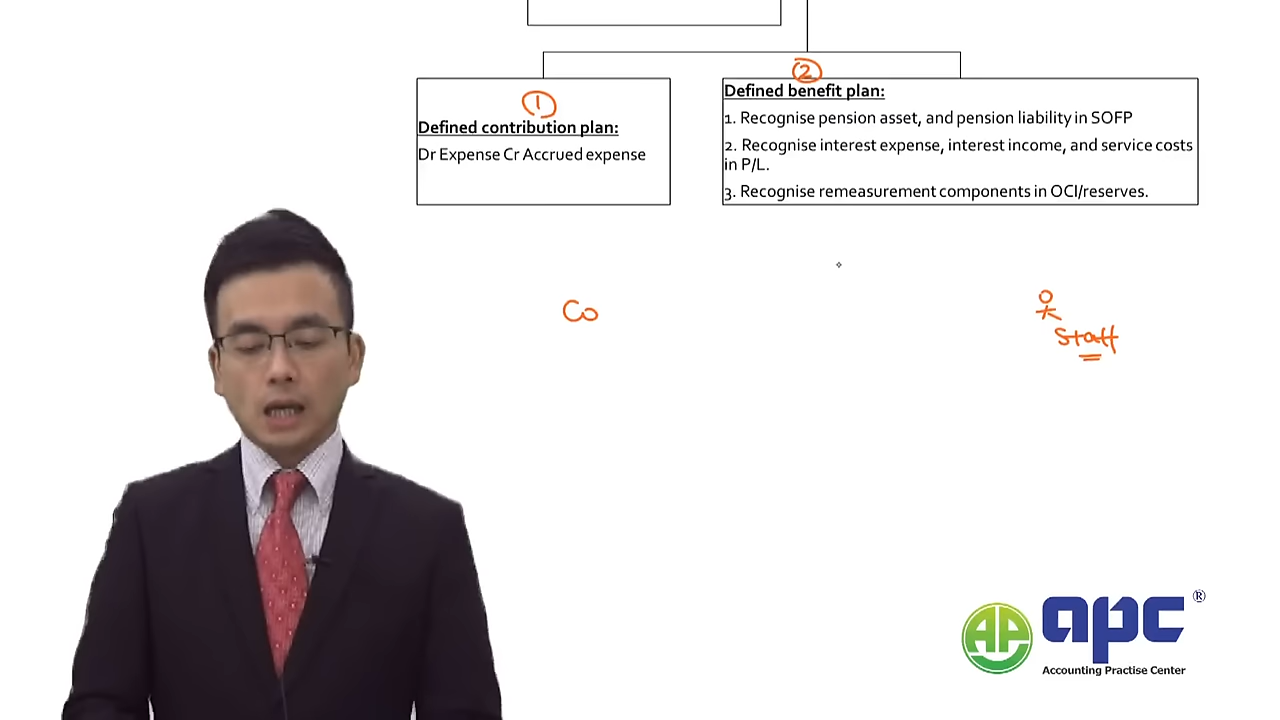 ①
Defined contribution plan:
Dr Expense Cr Accrued expense
②
Defined benefit plan:
1. Recognise pension asset, and pension liability in SOFP
2. Recognise interest expense, interest income, and service costs
in P/L.
3. Recognise remeasurement components in OCI/reserves.
Co
Staff
AP
apc®
Accounting Practise Center